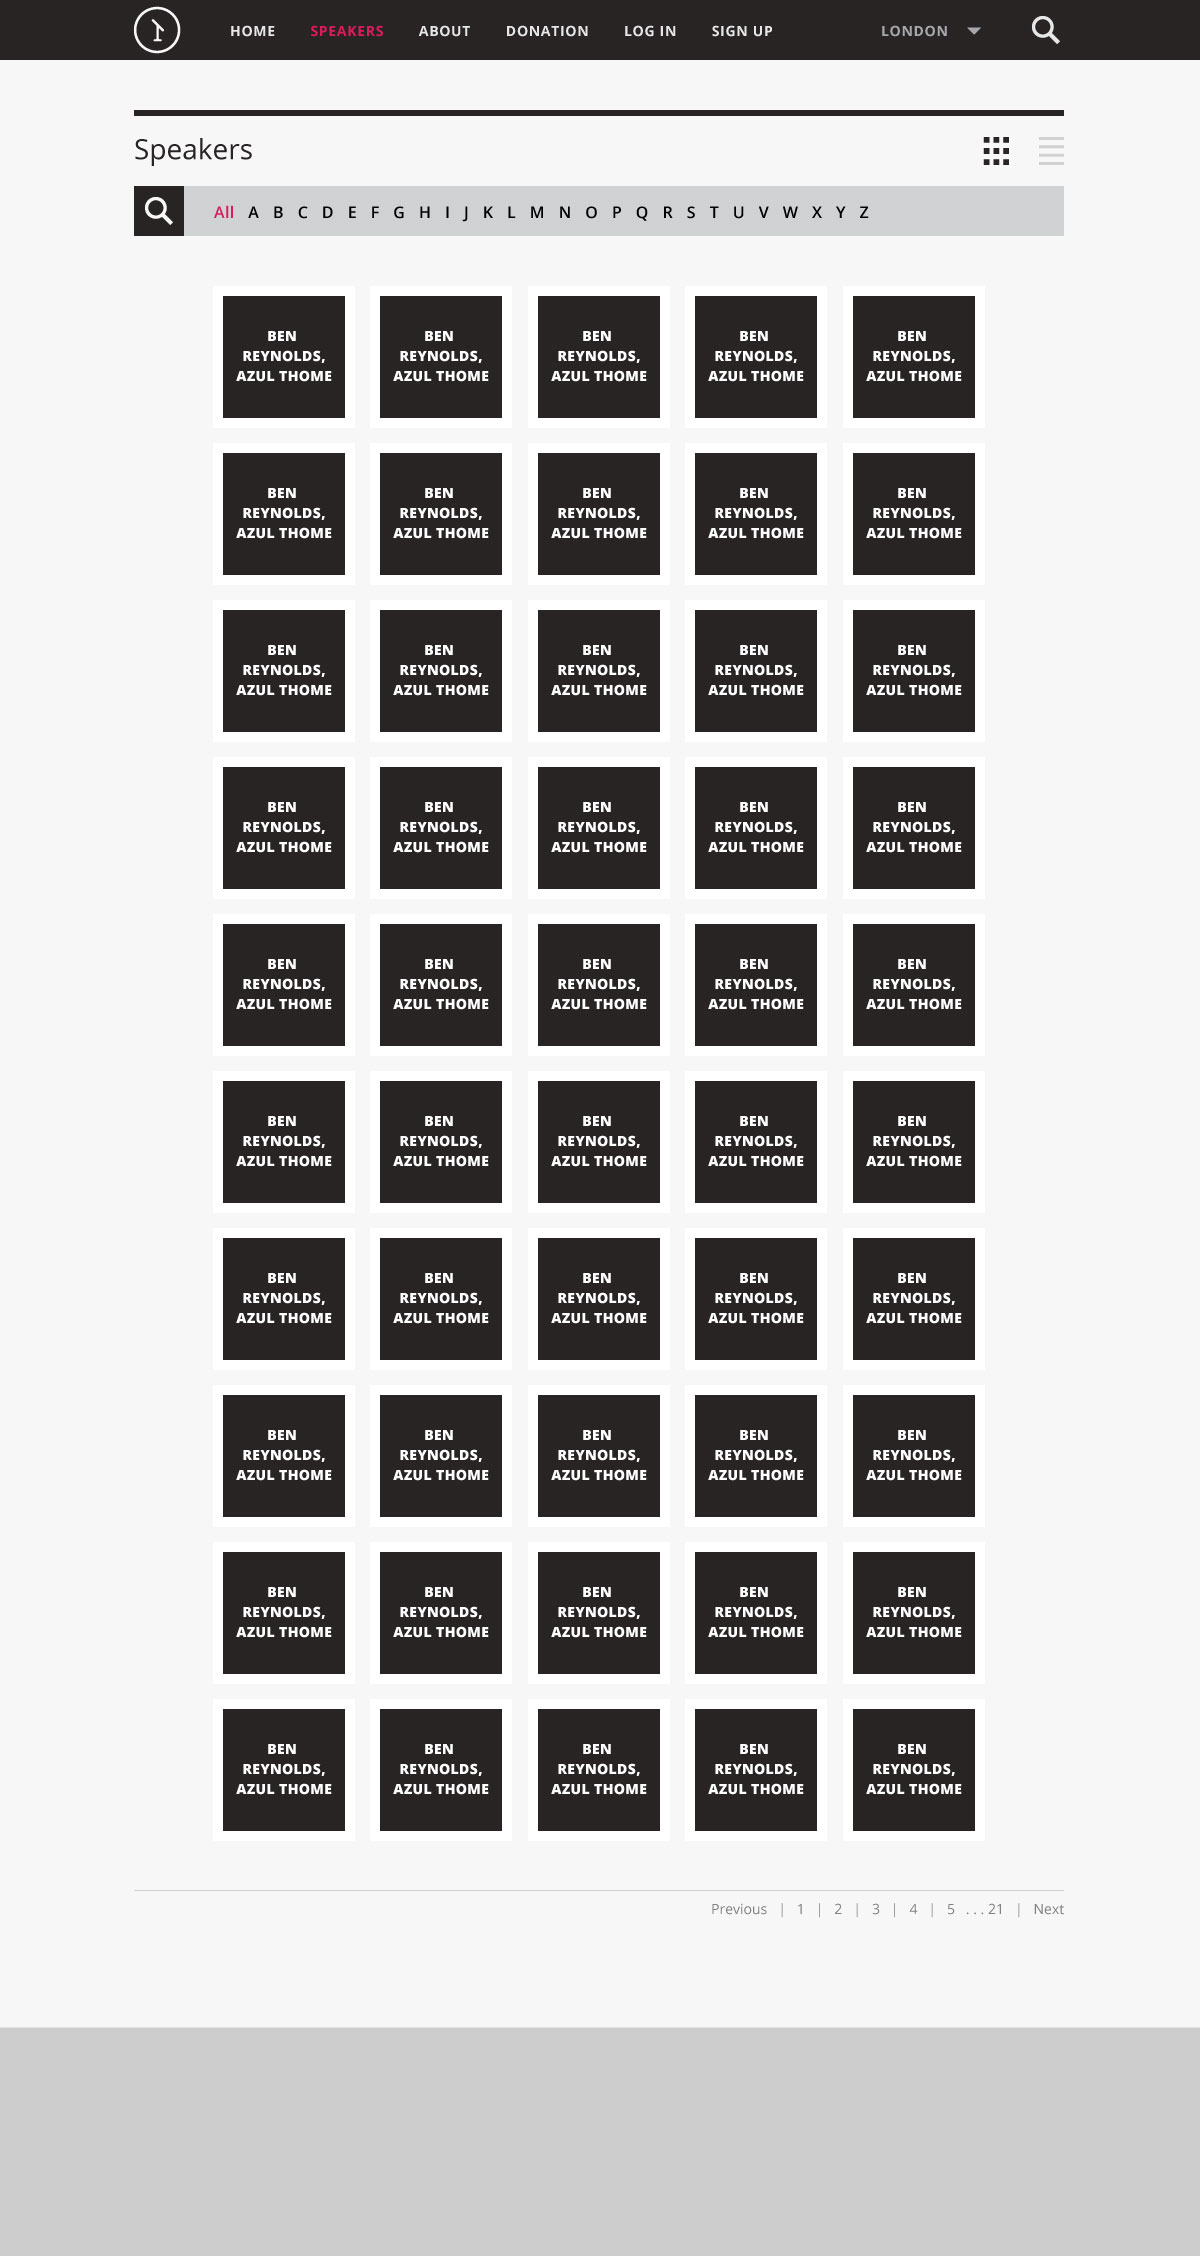 HOME SPEAKERS ABOUT DONATION LOG IN SIGN UP LONDON
Speakers
All A B C D E F G H I J K L M N O P Q R S T U V W X Y Z
BEN BEN BEN BEN BEN
REYNOLDS, REYNOLDS, REYNOLDS, REYNOLDS, REYNOLDS,
AZUL THOME AZUL THOME AZUL THOME AZUL THOME AZUL THOME
BEN BEN BEN BEN BEN
REYNOLDS, REYNOLDS, REYNOLDS, REYNOLDS, REYNOLDS,
AZUL THOME AZUL THOME AZUL THOME AZUL THOME AZUL THOME
BEN BEN BEN BEN BEN
REYNOLDS, REYNOLDS, REYNOLDS, REYNOLDS, REYNOLDS,
AZUL THOME AZUL THOME AZUL THOME AZUL THOME AZUL THOME
BEN BEN BEN BEN BEN
REYNOLDS, REYNOLDS, REYNOLDS, REYNOLDS, REYNOLDS,
AZUL THOME AZUL THOME AZUL THOME AZUL THOME AZUL THOME
BEN BEN BEN BEN BEN
REYNOLDS, REYNOLDS, REYNOLDS, REYNOLDS, REYNOLDS,
AZUL THOME AZUL THOME AZUL THOME AZUL THOME AZUL THOME
BEN BEN BEN BEN BEN
REYNOLDS, REYNOLDS, REYNOLDS, REYNOLDS, REYNOLDS,
AZUL THOME AZUL THOME AZUL THOME AZUL THOME AZUL THOME
BEN BEN BEN BEN BEN
REYNOLDS, REYNOLDS, REYNOLDS, REYNOLDS, REYNOLDS,
AZUL THOME AZUL THOME AZUL THOME AZUL THOME AZUL THOME
BEN BEN BEN BEN BEN
REYNOLDS, REYNOLDS, REYNOLDS, REYNOLDS, REYNOLDS,
AZUL THOME AZUL THOME AZUL THOME AZUL THOME AZUL THOME
BEN BEN BEN BEN BEN
REYNOLDS, REYNOLDS, REYNOLDS, REYNOLDS, REYNOLDS,
AZUL THOME AZUL THOME AZUL THOME AZUL THOME AZUL THOME
BEN BEN BEN BEN BEN
REYNOLDS, REYNOLDS, REYNOLDS, REYNOLDS, REYNOLDS,
AZUL THOME AZUL THOME AZUL THOME AZUL THOME AZUL THOME
Previous | 1 | 2 | 3 | 4 | 5 . . . 21 | Next